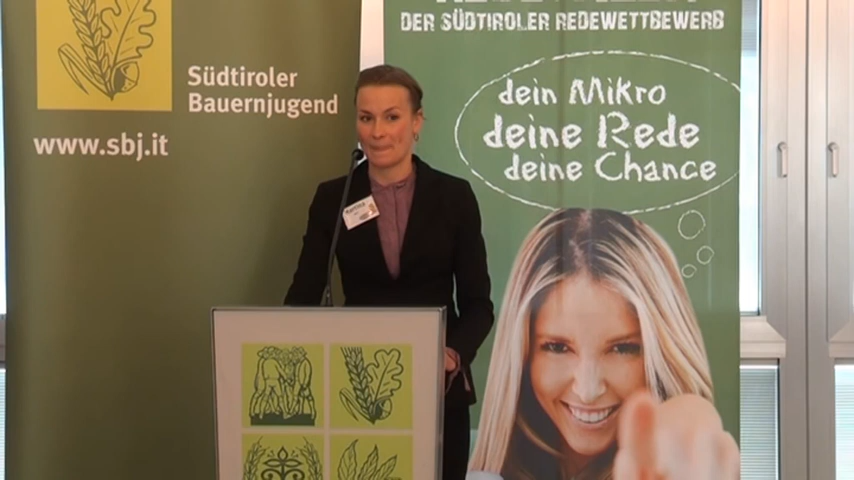 Südtiroler
Bauernjugend
www.sbj.it
DER SÜDTIROLER REDEWETTBEWERB
dein Mikro
deine Rede
deine Chance